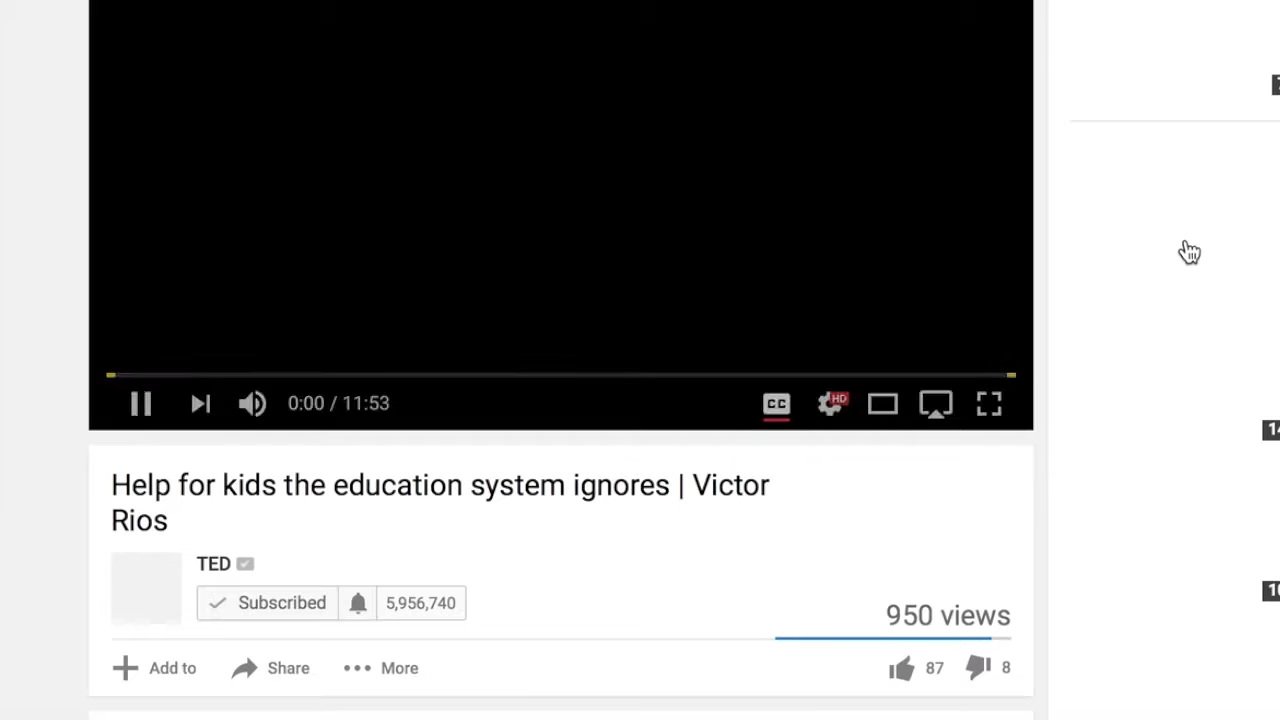 0:00 / 11:53
CC
HD
Help for kids the education system ignores | Victor
Rios
TED
Subscribed
5,956,740
950 views
Add to
Share
More
87
8